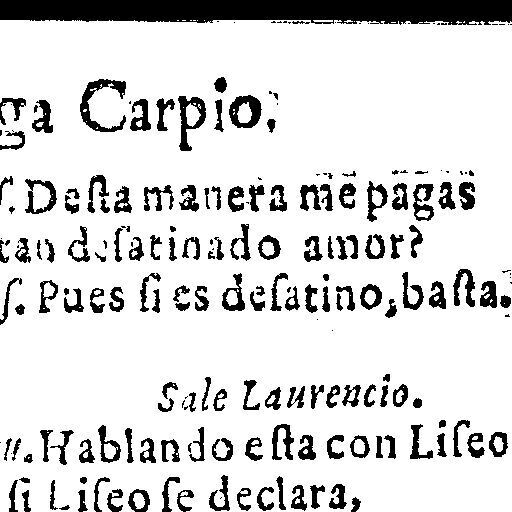 ga Carpio.
ſ. Deſta manera me pagas
tan deſatinado amor?
ſ. Pues ſi es deſatino, baſta.
Sale Laurencio.
u. Hablando eſta con Liſeo
ſi Liſeo ſe declara,